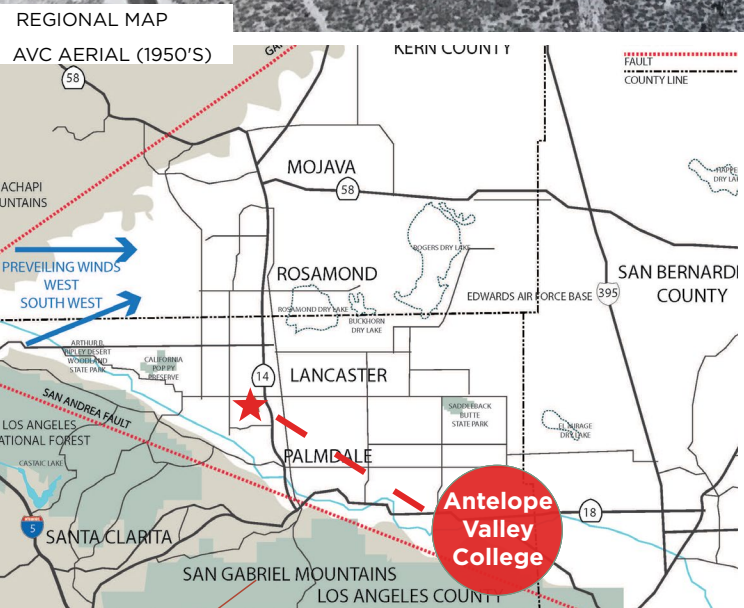 REGIONAL MAP
AVC AERIAL (1950'S)
KERN COUNTY
FAULT
COUNTY LINE
58
MOJAVA
58
DRY
ACHAPI
UNTAINS
ROGERS DRY LAKE
PREVEILING WINDS
WEST
SOUTH WEST
ROSAMOND
SAN BERNARDI
COUNTY
EDWARDS AIR FORCE BASE
395
ROSAMOND DRY LAKE
BUCKHORN
DRY LAKE
ARTHUR B.
RIPLEY DESERT
WOODLAND
STATE PARK
CALIFORNIA
POPPY
PRESERVE
14
LANCASTER
SAN ANDREA FAULT
SADDLEBACK
BUTTE
STATE PARK
EL MIRAGE
DRY LAKE
LOS ANGELES
ATIONAL FOREST
CASTAIC LAKE
PALMDALE
Antelope
Valley
College
18
5
SANTA CLARITA
SAN GABRIEL MOUNTAINS
LOS ANGELES COUNTY